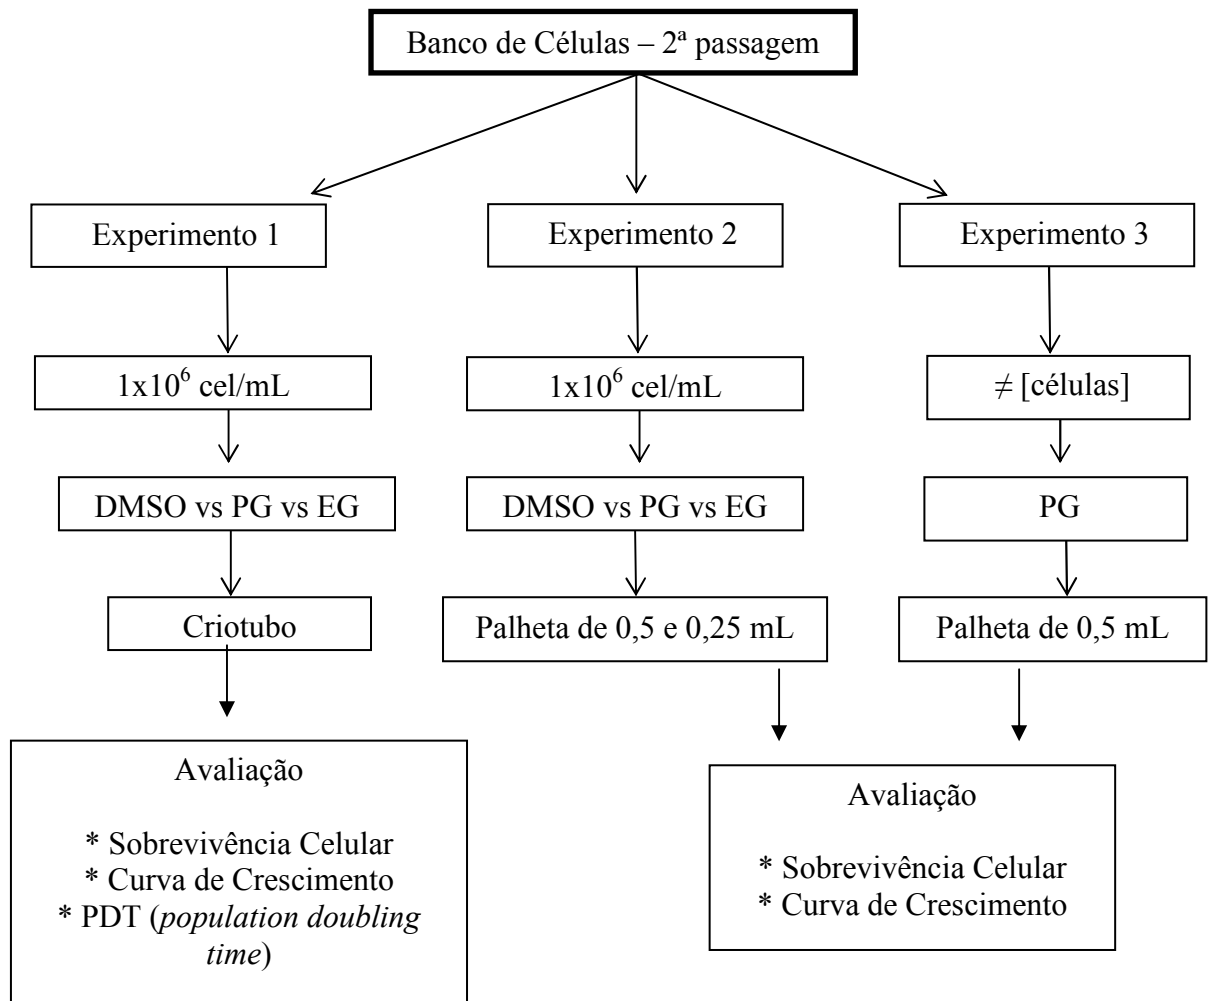 Banco de Células – 2ª passagem
Experimento 1
Experimento 2
Experimento 3
1x10⁶ cel/mL
1x10⁶ cel/mL
≠ [células]
DMSO vs PG vs EG
DMSO vs PG vs EG
PG
Criotubo
Palheta de 0,5 e 0,25 mL
Palheta de 0,5 mL
Avaliação
* Sobrevivência Celular
* Curva de Crescimento
* PDT (population doubling
time)
Avaliação
* Sobrevivência Celular
* Curva de Crescimento